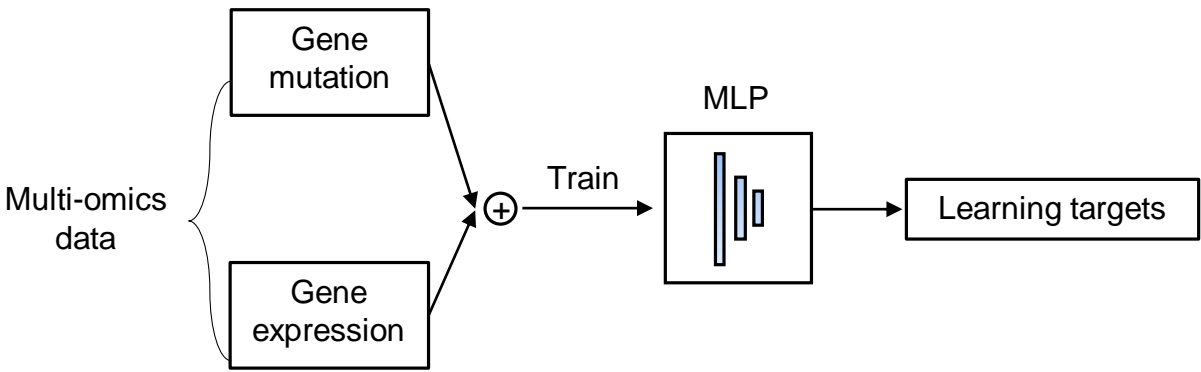 Multi-omics
data
Gene
mutation
Gene
expression
+
Train
MLP
Learning targets